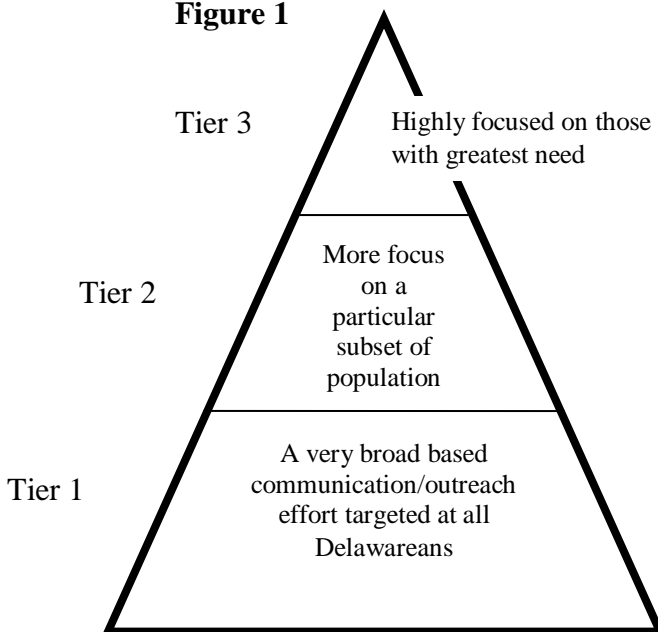 Figure 1
Tier 3
Highly focused on those
with greatest need
Tier 2
More focus
on a
particular
subset of
population
Tier 1
A very broad based
communication/outreach
effort targeted at all
Delawareans